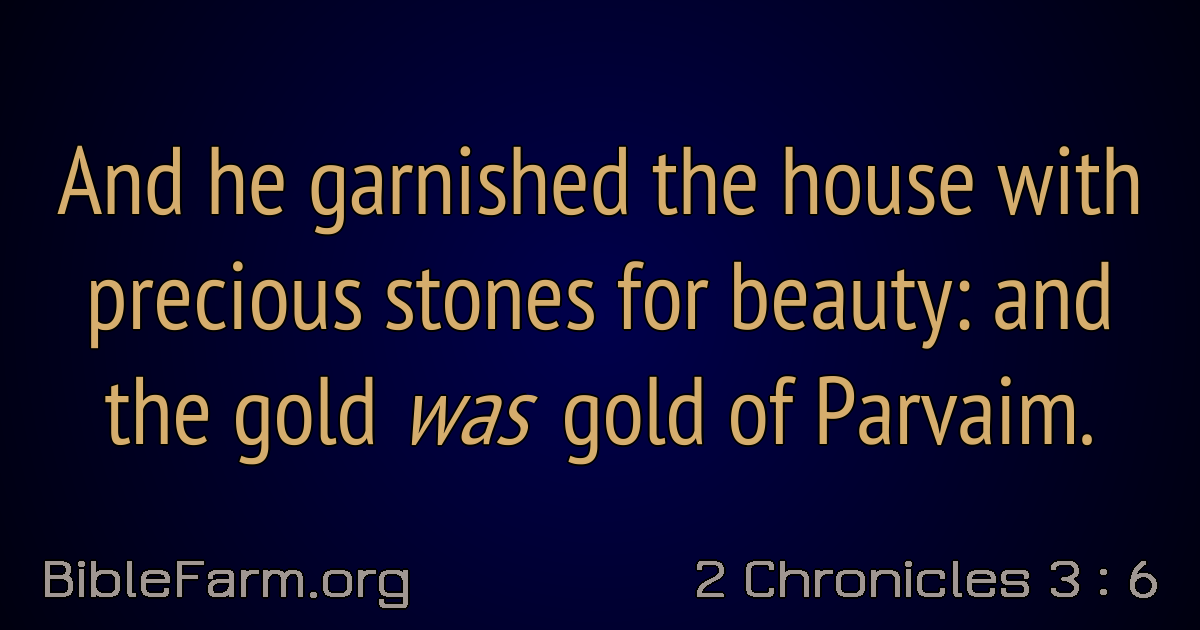 And he garnished the house with
precious stones for beauty: and
the gold was gold of Parvaim.
BibleFarm.org
2 Chronicles 3 : 6